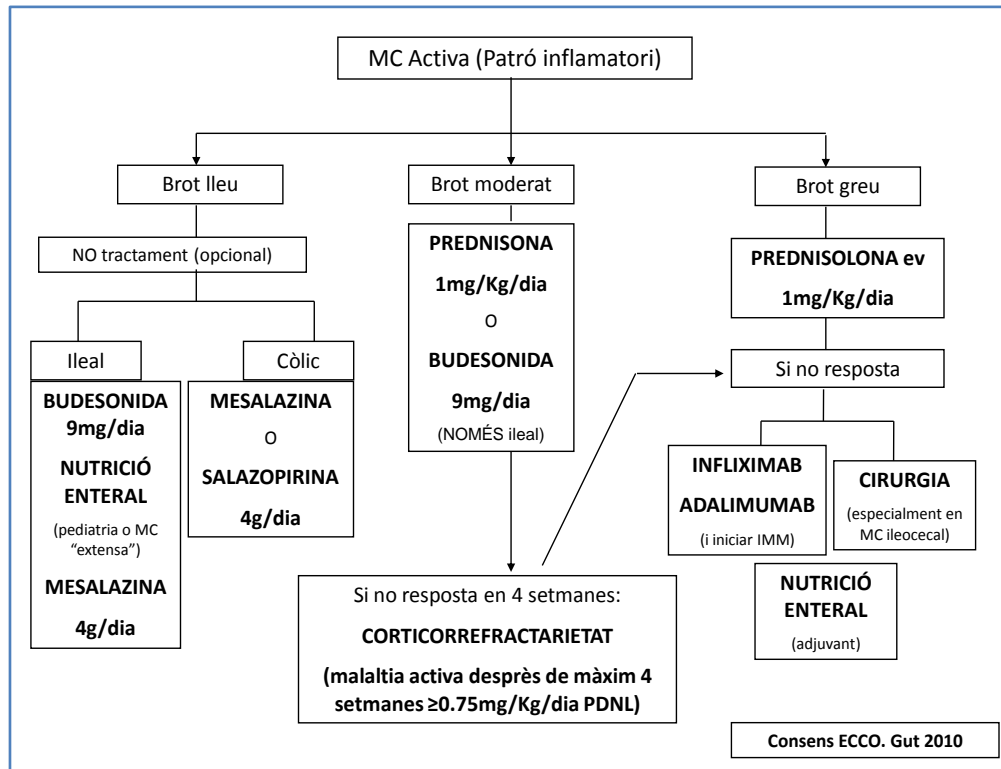 MC Activa (Patró inflamatori)
Brot lleu
Brot moderat
Brot greu
NO tractament (opcional)
Ileal
Còlic
BUDESONIDA
9mg/dia
NUTRICIÓ
ENTERAL
(pediatria o MC
“extensa”)
MESALAZINA
4g/dia
MESALAZINA
O
SALAZOPIRINA
4g/dia
PREDNISONA
1mg/Kg/dia
O
BUDESONIDA
9mg/dia
(NOMÉS ileal)
Si no resposta en 4 setmanes:
CORTICORREFRACTARIETAT
(malaltia activa desprès de màxim 4
setmanes ≥0.75mg/Kg/dia PDNL)
PREDNISOLONA ev
1mg/Kg/dia
Si no resposta
INFLIXIMAB
ADALIMUMAB
(i iniciar IMM)
CIRURGIA
(especialment en
MC ileocecal)
NUTRICIÓ
ENTERAL
(adjuvant)
Consens ECCO. Gut 2010